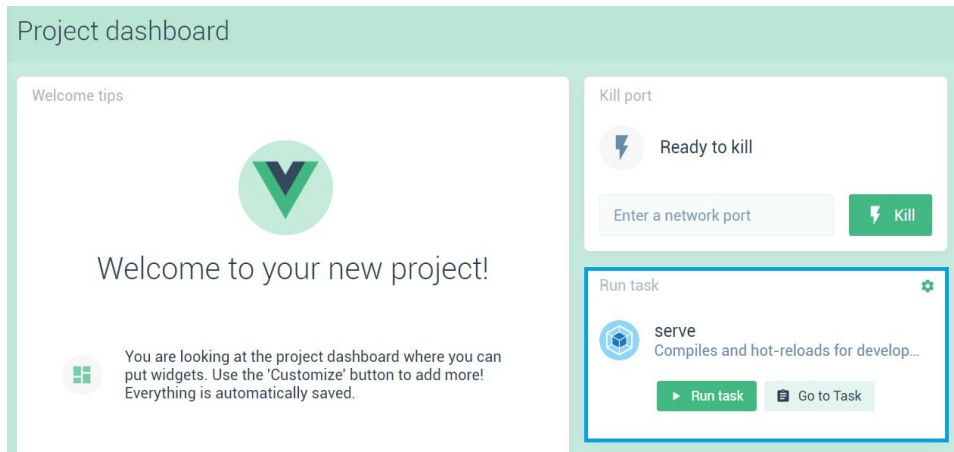 Project dashboard
Welcome tips
Welcome to your new project!
You are looking at the project dashboard where you can
put widgets. Use the 'Customize' button to add more!
Everything is automatically saved.
Kill port
Ready to kill
Enter a network port
Kill
Run task
serve
Compiles and hot-reloads for develop...
Run task
Go to Task